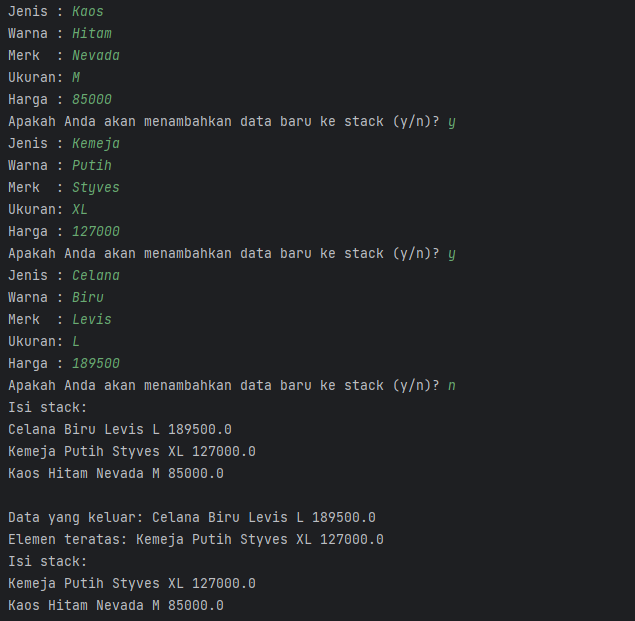 Jenis : Kaos
Warna : Hitam
Merk  : Nevada
Ukuran: M
Harga : 85000
Apakah Anda akan menambahkan data baru ke stack (y/n)? y
Jenis : Kemeja
Warna : Putih
Merk  : Styves
Ukuran: XL
Harga : 127000
Apakah Anda akan menambahkan data baru ke stack (y/n)? y
Jenis : Celana
Warna : Biru
Merk  : Levis
Ukuran: L
Harga : 189500
Apakah Anda akan menambahkan data baru ke stack (y/n)? n
Isi stack:
Celana Biru Levis L 189500.0
Kemeja Putih Styves XL 127000.0
Kaos Hitam Nevada M 85000.0
Data yang keluar: Celana Biru Levis L 189500.0
Elemen teratas: Kemeja Putih Styves XL 127000.0
Isi stack:
Kemeja Putih Styves XL 127000.0
Kaos Hitam Nevada M 85000.0